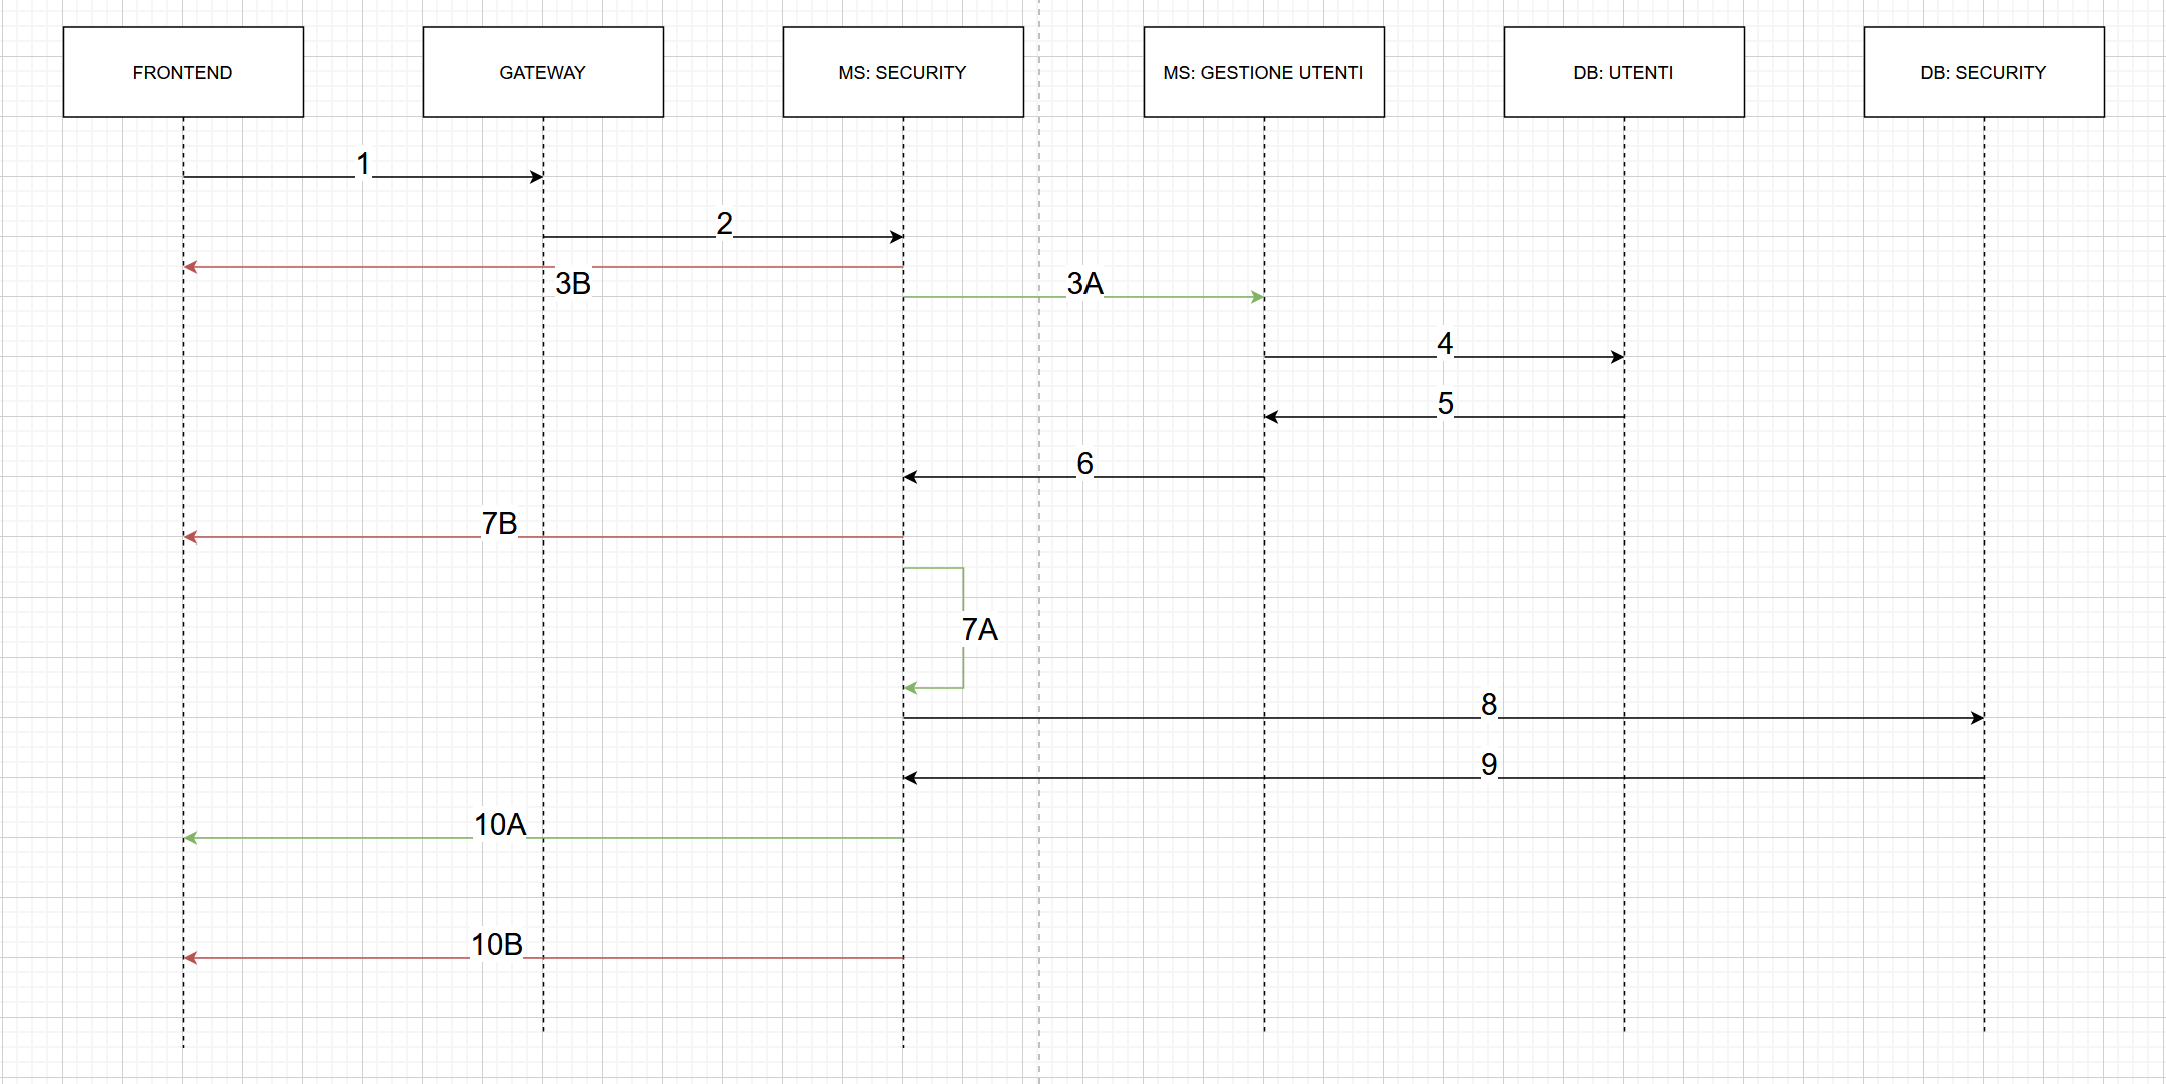 FRONTEND
GATEWAY
MS: SECURITY
MS: GESTIONE UTENTI
DB: UTENTI
DB: SECURITY
1
2
3B
3A
4
5
6
7B
7A
8
9
10A
10B